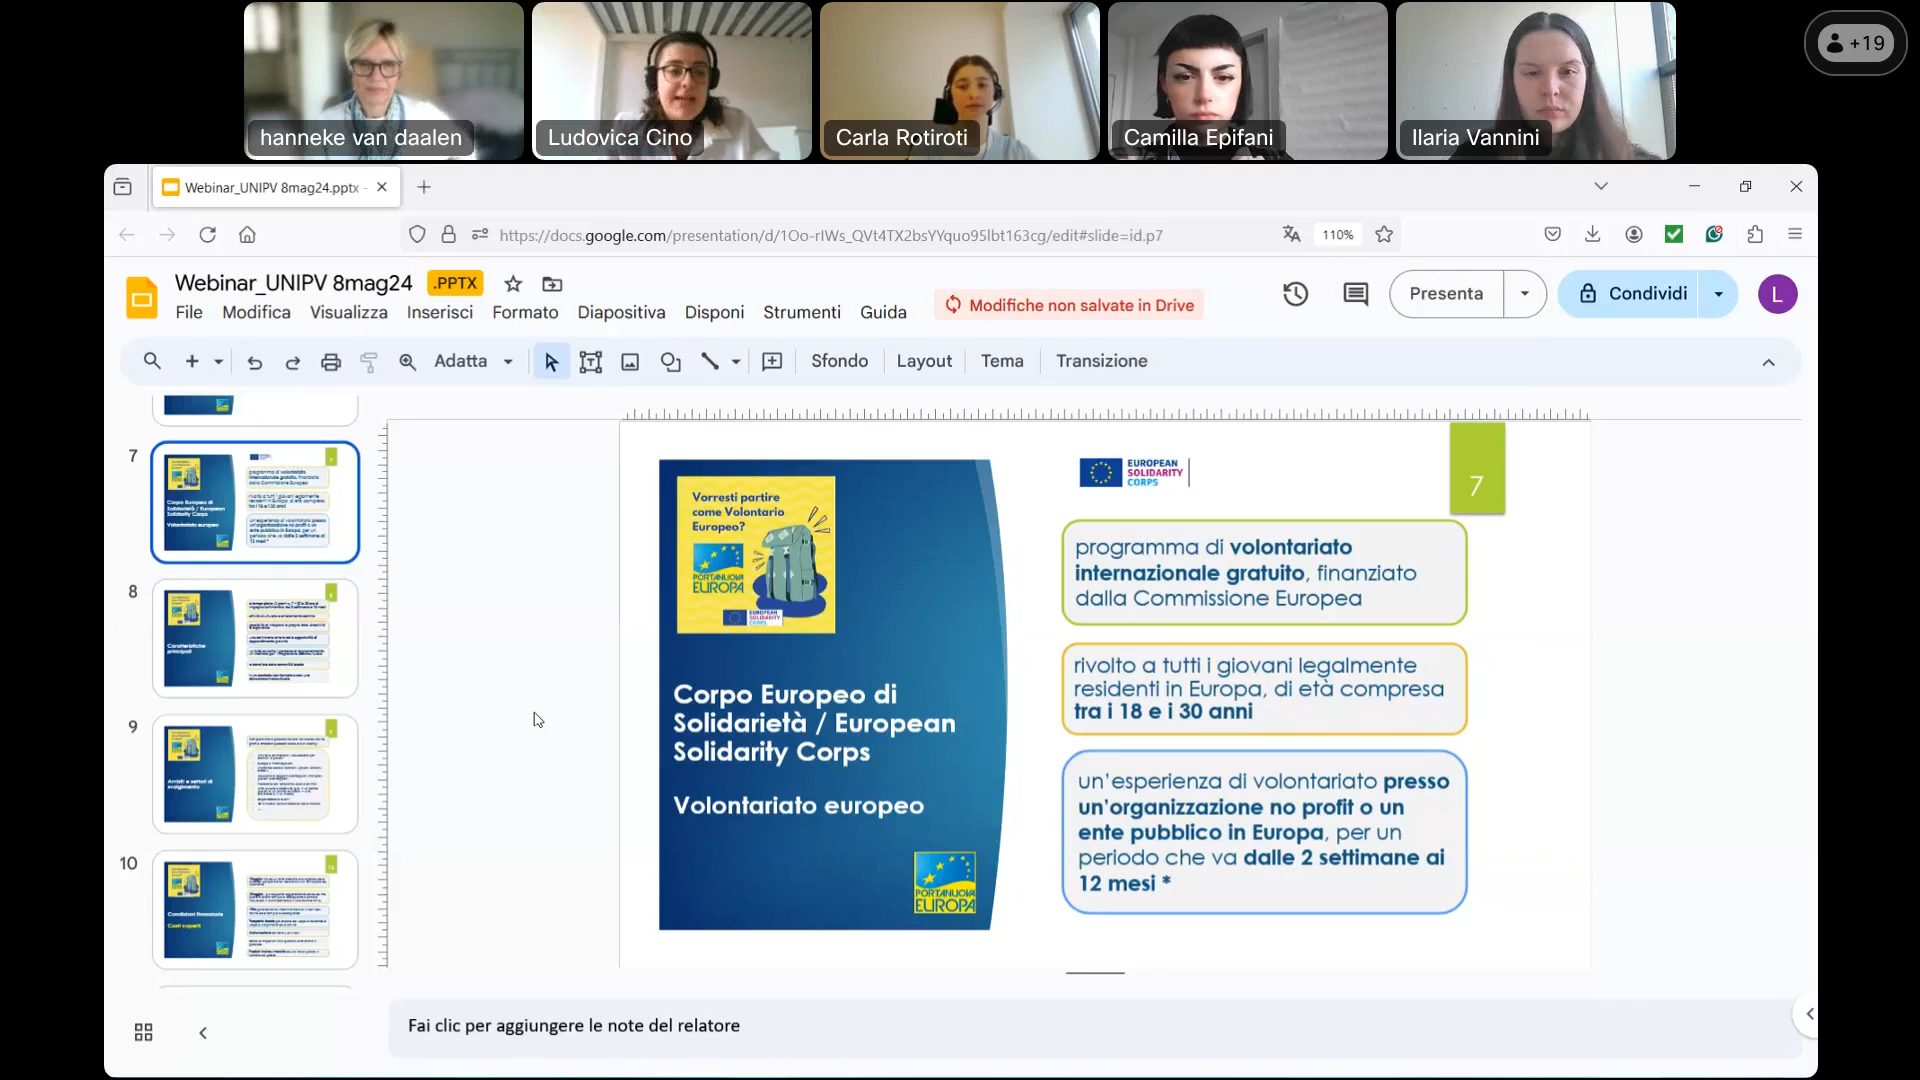 hanneke van daalen
Ludovica Cino
Carla Rotiroti
Camilla Epifani
Ilaria Vannini
+19
Webinar_UNIPV 8mag24.pptx -
https://docs.google.com/presentation/d/1Oo-rIWs_QVt4TX2bsYYquo95lbt163cg/edit#slide=id.p7
110%
Webinar_UNIPV 8mag24
.PPTX
File
Modifica
Visualizza
Inserisci
Formato
Diapositiva
Disponi
Strumenti
Guida
Modifiche non salvate in Drive
Presenta
Condividi
L
Adatta
Sfondo
Layout
Tema
Transizione
7
8
9
10
Vorresti partire
come Volontario
Europeo?
PORTANUOVA
EUROPA
EUROPEAN
SOLIDARITY
CORPS
Corpo Europeo di
Solidarietà / European
Solidarity Corps
Volontariato europeo
PORTANUOVA
EUROPA
EUROPEAN
SOLIDARITY
CORPS
7
programma di volontariato
internazionale gratuito, finanziato
dalla Commissione Europea
rivolto a tutti i giovani legalmente
residenti in Europa, di età compresa
tra i 18 e i 30 anni
un'esperienza di volontariato presso
un'organizzazione no profit o un
ente pubblico in Europa, per un
periodo che va dalle 2 settimane ai
12 mesi *
Fai clic per aggiungere le note del relatore